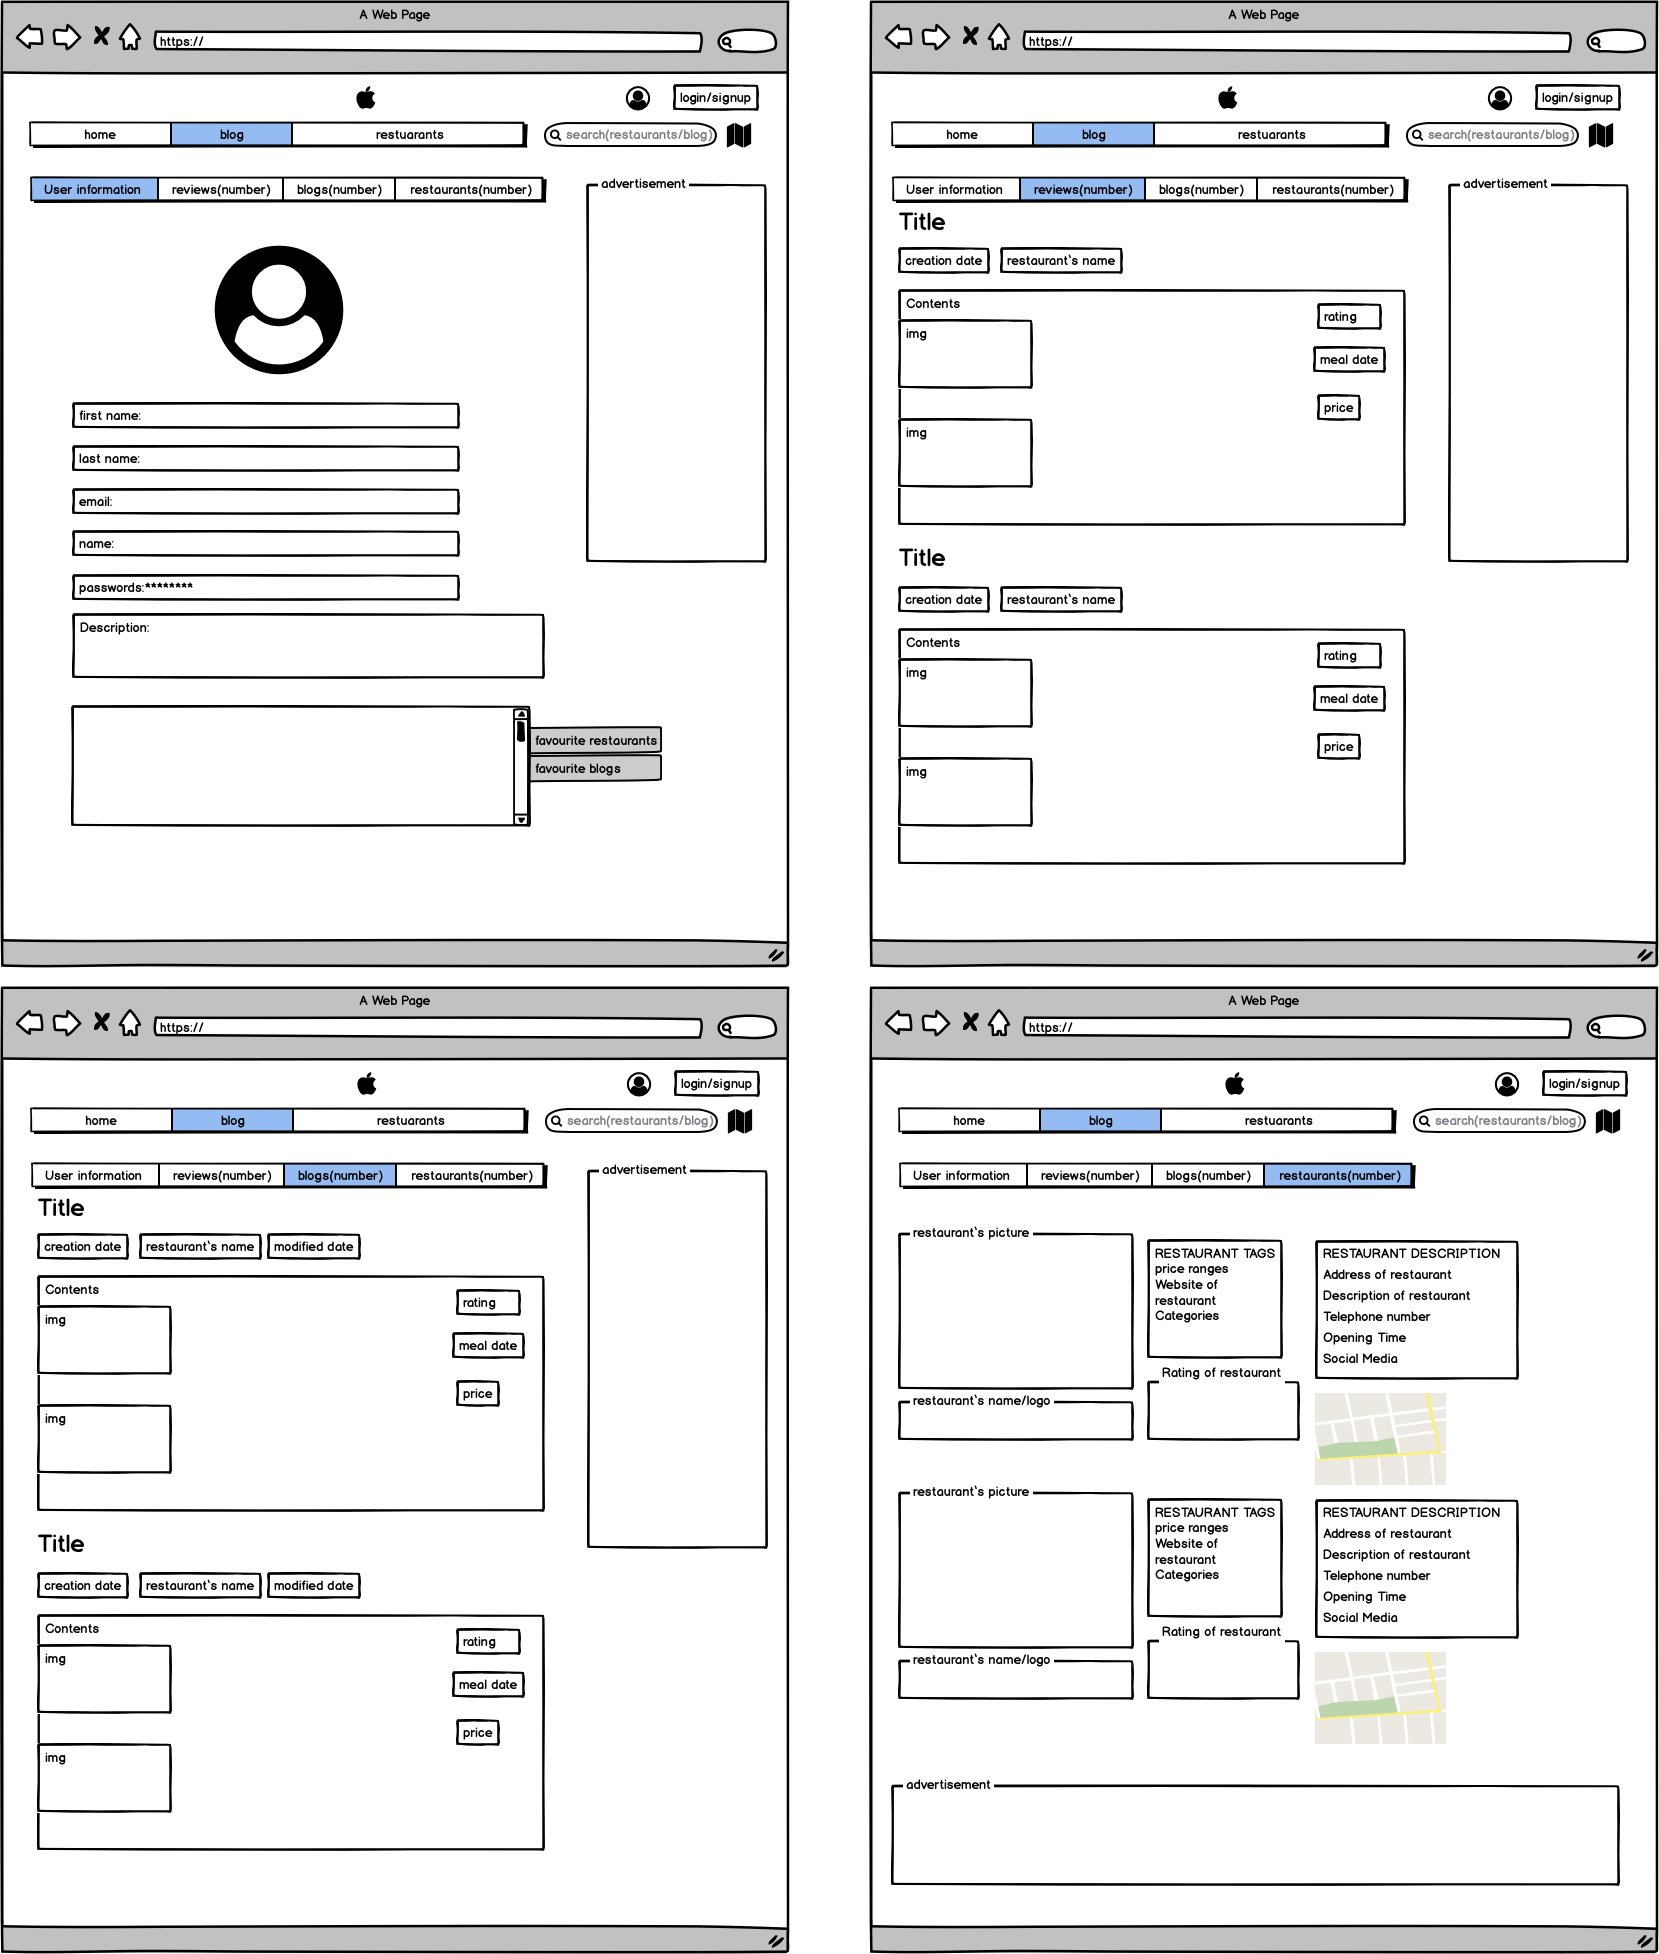 A Web Page
https://
login/signup
home blog restuarants search(restaurants/blog)
User information reviews(number) blogs(number) restaurants(number)
advertisement
first name:
last name:
email:
name:
passwords:********
Description:
favourite restaurants
favourite blogs
A Web Page
https://
login/signup
home blog restuarants search(restaurants/blog)
User information reviews(number) blogs(number) restaurants(number)
advertisement
Title
creation date restaurant`s name
Contents
rating
img
meal date
price
img
Title
creation date restaurant`s name
Contents
rating
img
meal date
price
img
A Web Page
https://
login/signup
home blog restuarants search(restaurants/blog)
User information reviews(number) blogs(number) restaurants(number)
advertisement
Title
creation date restaurant`s name modified date
Contents
rating
img
meal date
price
img
Title
creation date restaurant`s name modified date
Contents
rating
img
meal date
price
img
A Web Page
https://
login/signup
home blog restuarants search(restaurants/blog)
User information reviews(number) blogs(number) restaurants(number)
restaurant`s picture
RESTAURANT TAGS
price ranges
Website of
restaurant
Categories
RESTAURANT DESCRIPTION
Address of restaurant
Description of restaurant
Telephone number
Opening Time
Social Media
Rating of restaurant
restaurant`s name/logo
restaurant`s picture
RESTAURANT TAGS
price ranges
Website of
restaurant
Categories
RESTAURANT DESCRIPTION
Address of restaurant
Description of restaurant
Telephone number
Opening Time
Social Media
Rating of restaurant
restaurant`s name/logo
advertisement